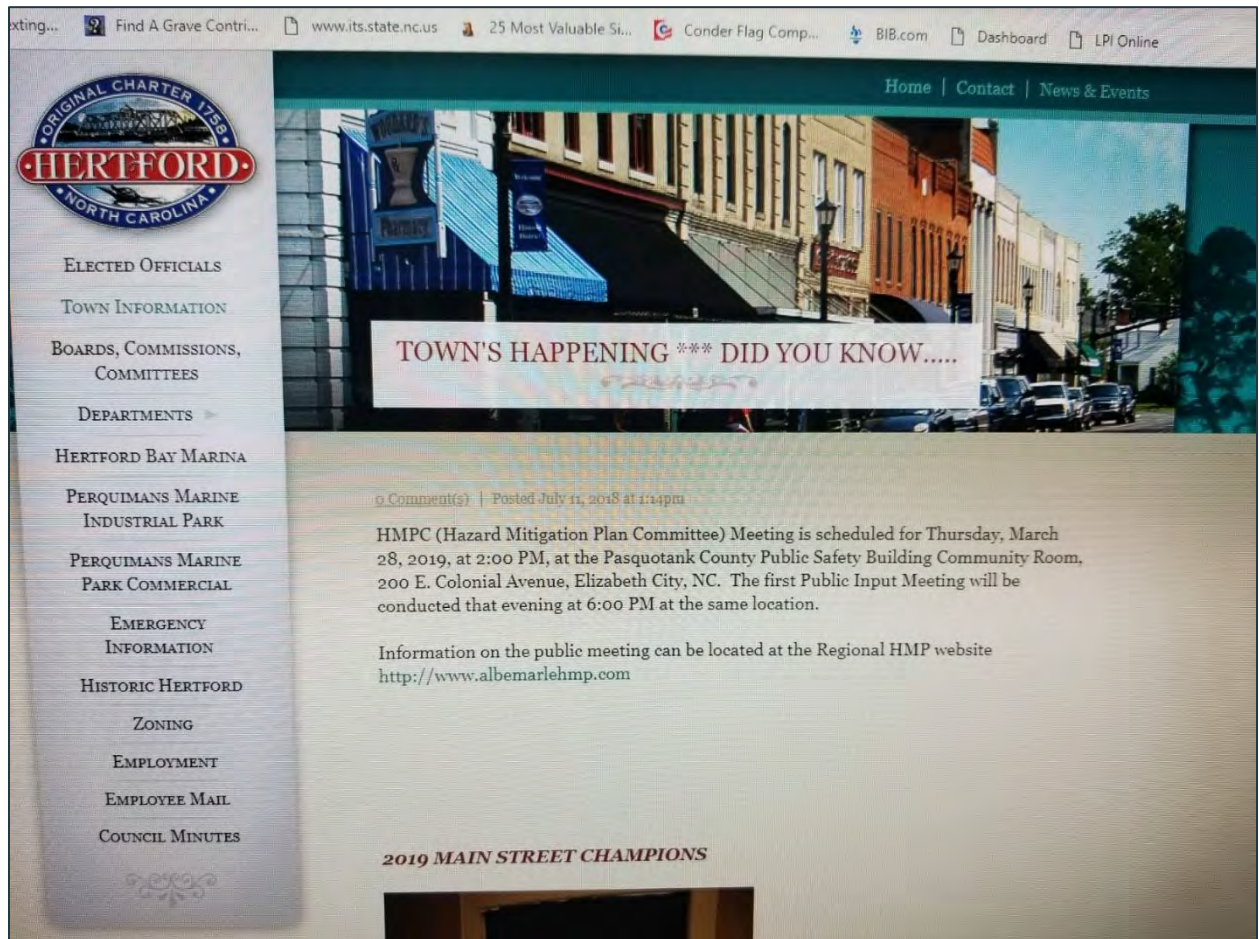 xting... Find A Grave Contri... www.its.state.nc.us 25 Most Valuable Si... Conder Flag Comp... BIB.com Dashboard LPI Online
Home | Contact | News & Events
ORIGINAL CHARTER 1758
HERTFORD
NORTH CAROLINA
Pharmacy
ELECTED OFFICIALS
TOWN INFORMATION
BOARDS, COMMISSIONS,
COMMITTEES
DEPARTMENTS
HERTFORD BAY MARINA
PERQUIMANS MARINE
INDUSTRIAL PARK
PERQUIMANS MARINE
PARK COMMERCIAL
EMERGENCY
INFORMATION
HISTORIC HERTFORD
ZONING
EMPLOYMENT
EMPLOYEE MAIL
COUNCIL MINUTES
TOWN'S HAPPENING *** DID YOU KNOW.....
0 Comment(s) | Posted July 11, 2018 at 1:14pm
HMPC (Hazard Mitigation Plan Committee) Meeting is scheduled for Thursday, March
28, 2019, at 2:00 PM, at the Pasquotank County Public Safety Building Community Room,
200 E. Colonial Avenue, Elizabeth City, NC. The first Public Input Meeting will be
conducted that evening at 6:00 PM at the same location.
Information on the public meeting can be located at the Regional HMP website
http://www.albemarlehmp.com
2019 MAIN STREET CHAMPIONS